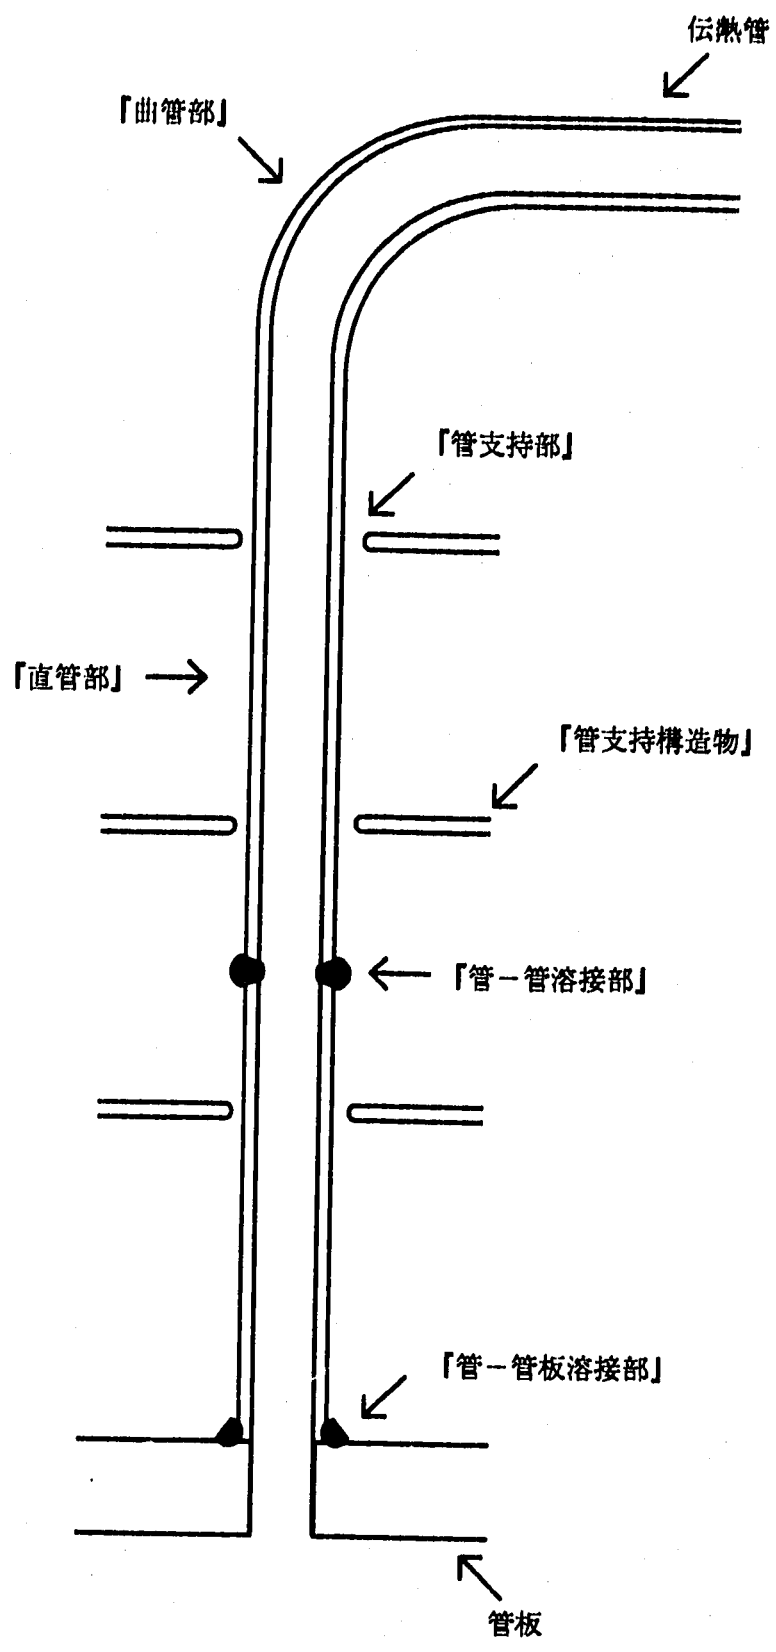 伝熱管
『曲管部』
『管支持部』
『直管部』
『管支持構造物』
『管－管溶接部』
『管－管板溶接部』
管板